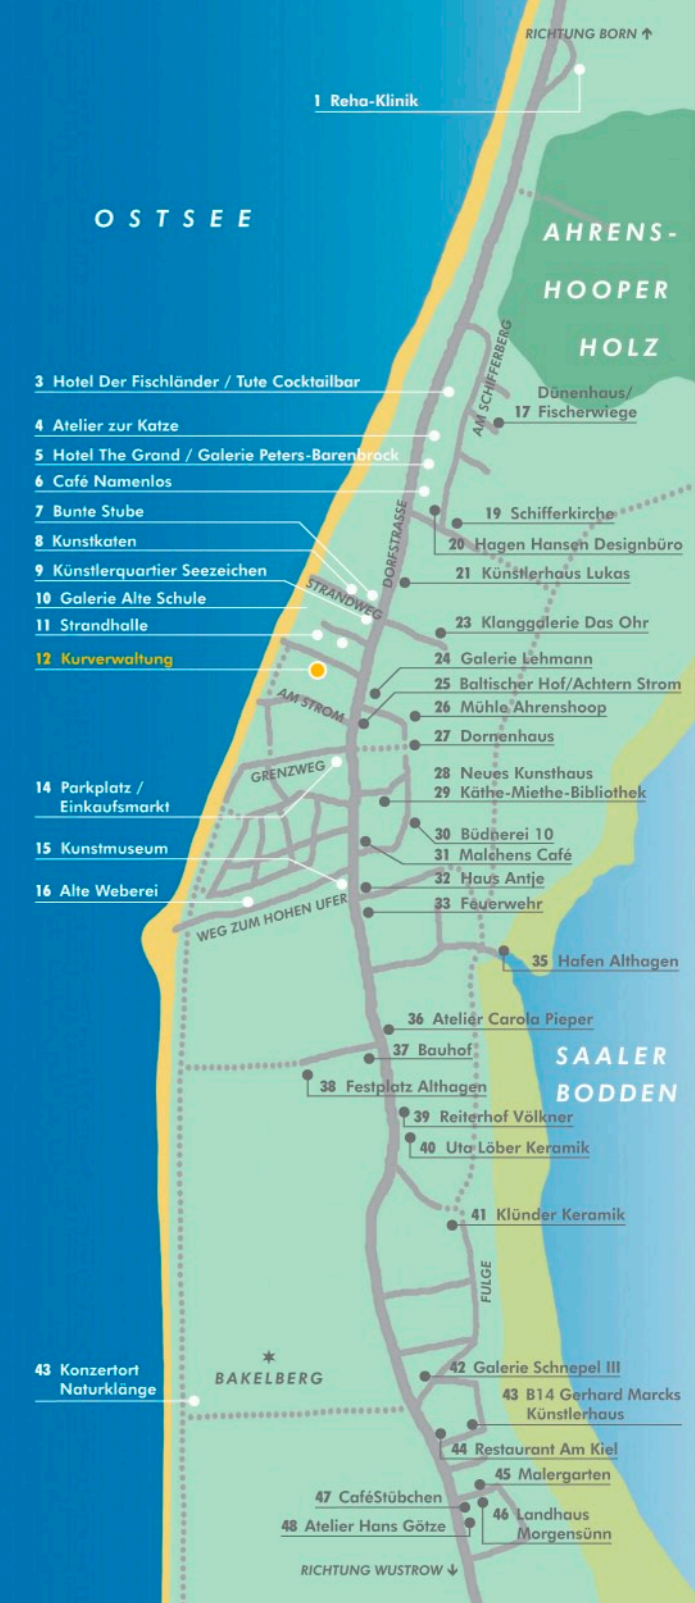 RICHTUNG BORN ↑
1 Reha-Klinik
OSTSEE
AHRENS-
HOOPER
HOLZ
AM SCHIFFERBERG
3 Hotel Der Fischländer / Tute Cocktailbar
Dünenhaus/
17 Fischerwiege
4 Atelier zur Katze
5 Hotel The Grand / Galerie Peters-Barenbrock
6 Café Namenlos
7 Bunte Stube
8 Kunstkaten
9 Künstlerquartier Seezeichen
10 Galerie Alte Schule
11 Strandhalle
12 Kurverwaltung
DORFSTRASSE
STRANDWEG
19 Schifferkirche
20 Hagen Hansen Designbüro
21 Künstlerhaus Lukas
23 Klanggalerie Das Ohr
24 Galerie Lehmann
25 Baltischer Hof/Achtern Strom
26 Mühle Ahrenshoop
27 Dornenhaus
AM STROM
GRENZWEG
14 Parkplatz /
Einkaufsmarkt
28 Neues Kunsthaus
29 Käthe-Miethe-Bibliothek
30 Büdnerei 10
31 Malchens Café
15 Kunstmuseum
16 Alte Weberei
32 Haus Antje
33 Feuerwehr
WEG ZUM HOHEN UFER
35 Hafen Althagen
36 Atelier Carola Pieper
37 Bauhof
38 Festplatz Althagen
SAALER
BODDEN
39 Reiterhof Völkner
40 Uta Löber Keramik
41 Klünder Keramik
FULGE
43 Konzertort
Naturklänge
BAKELBERG
42 Galerie Schnepel III
43 B14 Gerhard Marcks
Künstlerhaus
44 Restaurant Am Kiel
45 Malergarten
47 CaféStübchen
46 Landhaus
Morgensünn
48 Atelier Hans Götze
RICHTUNG WUSTROW ↓